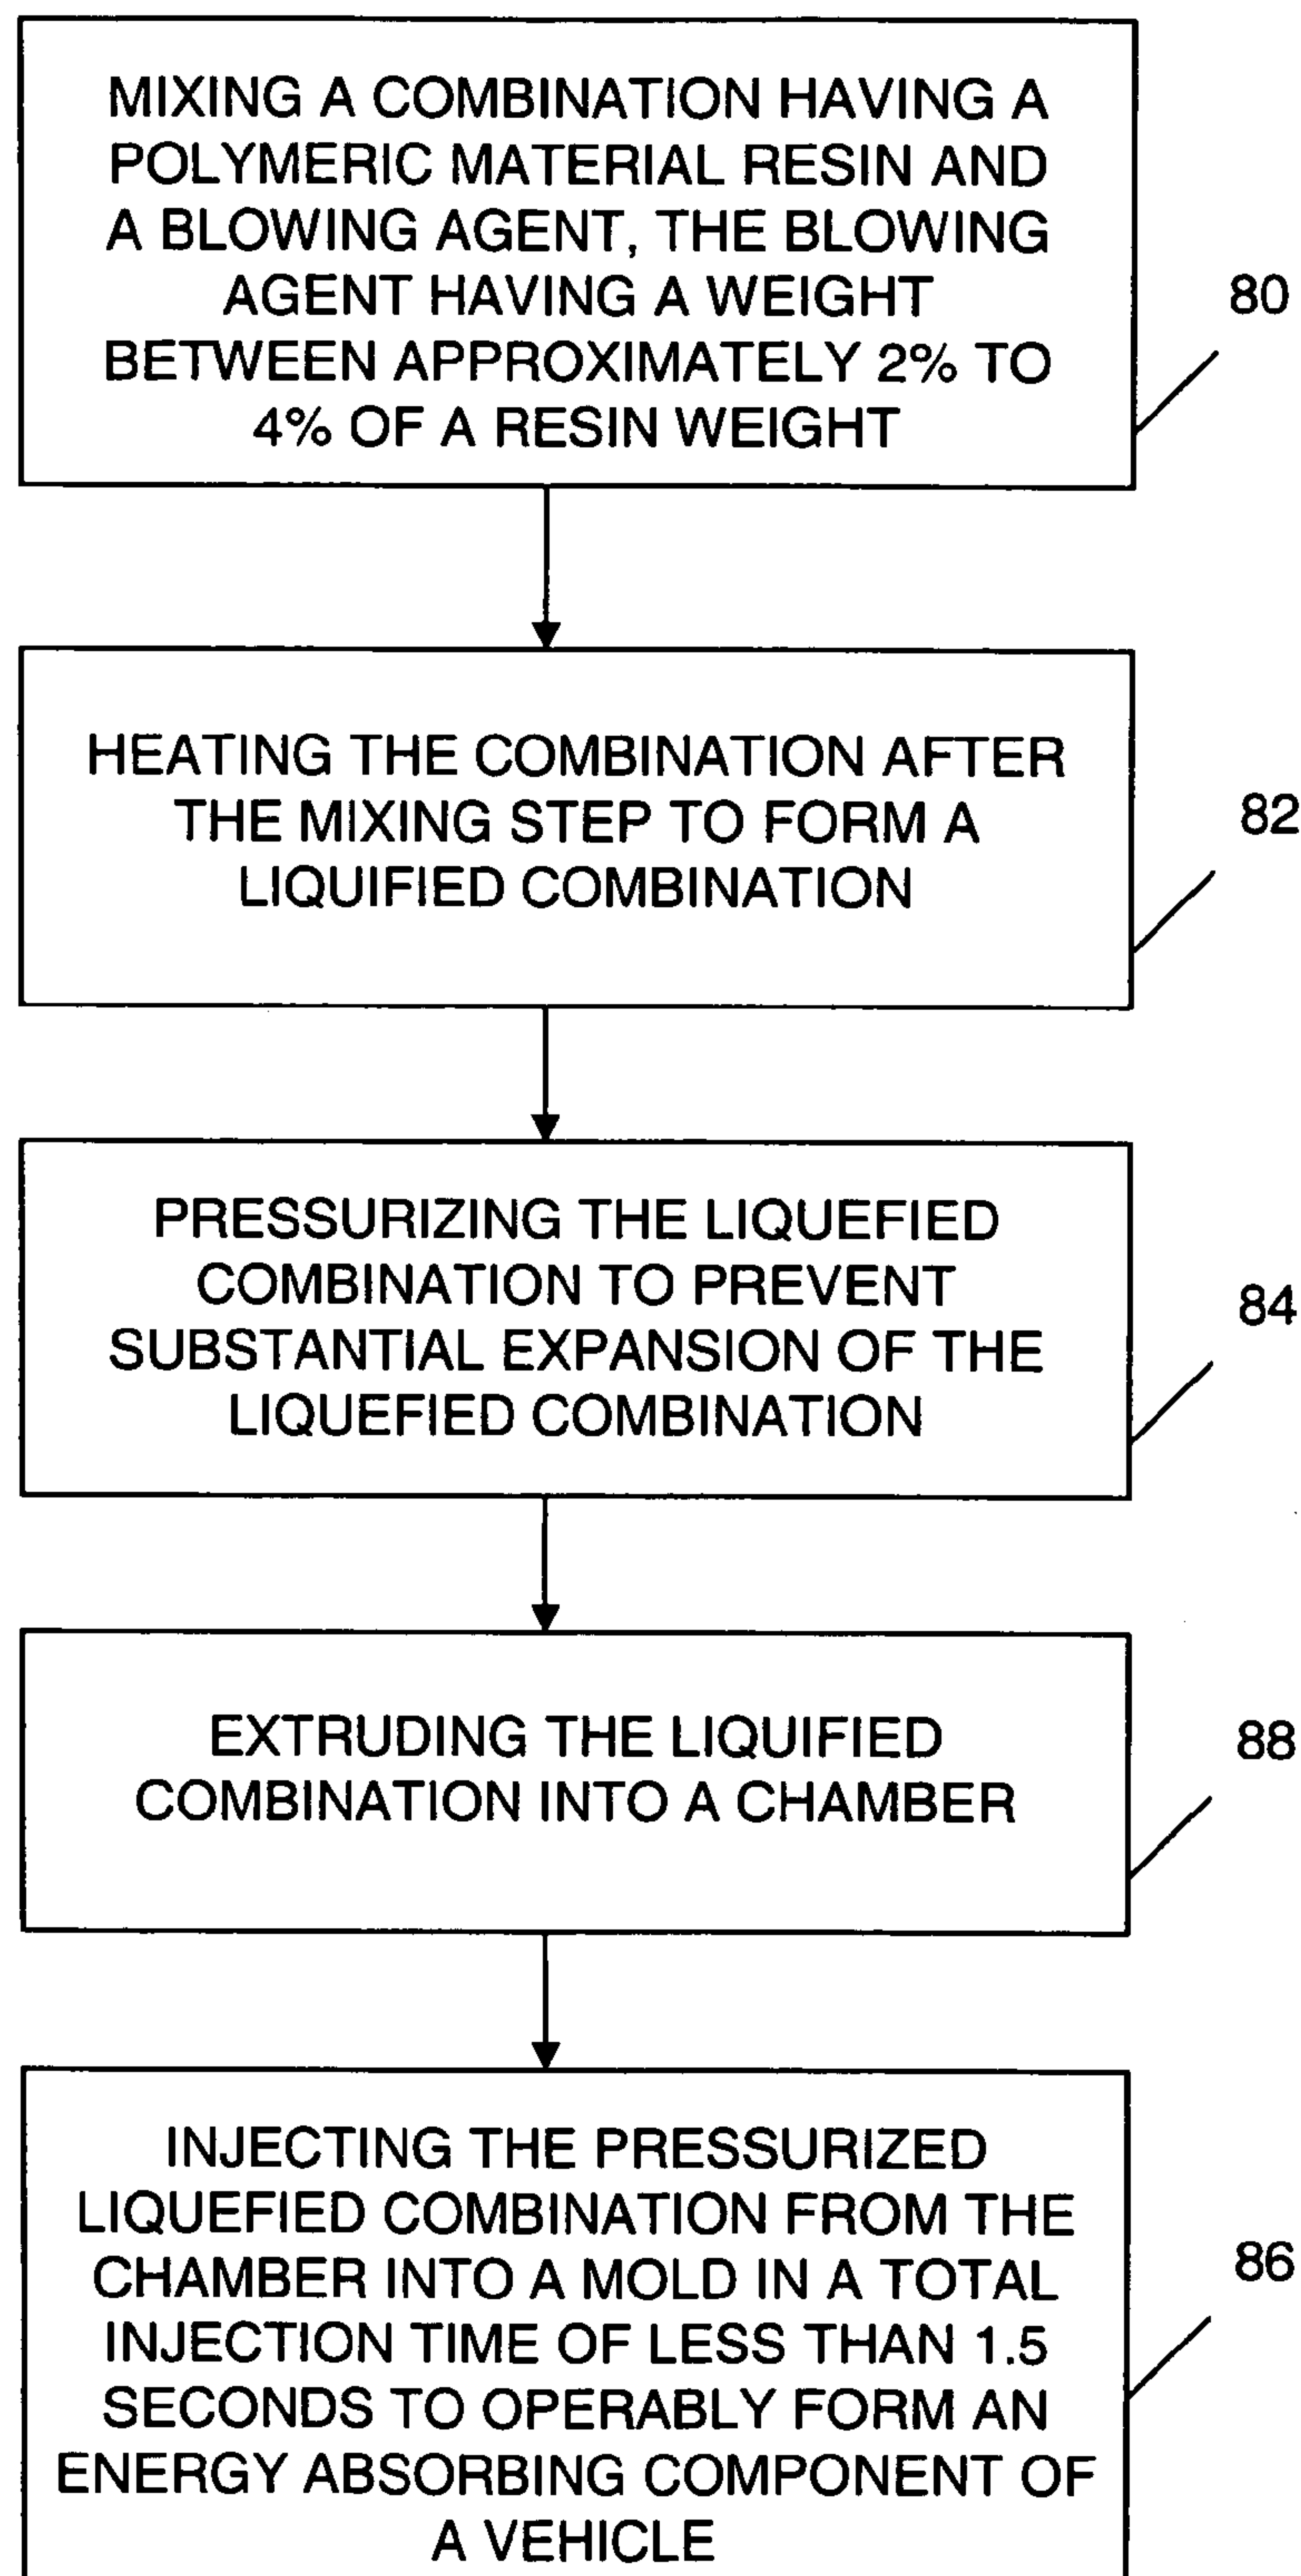 MIXING A COMBINATION HAVING A
POLYMERIC MATERIAL RESIN AND
A BLOWING AGENT, THE BLOWING
AGENT HAVING A WEIGHT
BETWEEN APPROXIMATELY 2% TO
4% OF A RESIN WEIGHT
80
HEATING THE COMBINATION AFTER
THE MIXING STEP TO FORM A
LIQUIFIED COMBINATION
82
PRESSURIZING THE LIQUEFIED
COMBINATION TO PREVENT
SUBSTANTIAL EXPANSION OF THE
LIQUEFIED COMBINATION
84
EXTRUDING THE LIQUIFIED
COMBINATION INTO A CHAMBER
88
INJECTING THE PRESSURIZED
LIQUEFIED COMBINATION FROM THE
CHAMBER INTO A MOLD IN A TOTAL
INJECTION TIME OF LESS THAN 1.5
SECONDS TO OPERABLY FORM AN
ENERGY ABSORBING COMPONENT OF
A VEHICLE
86